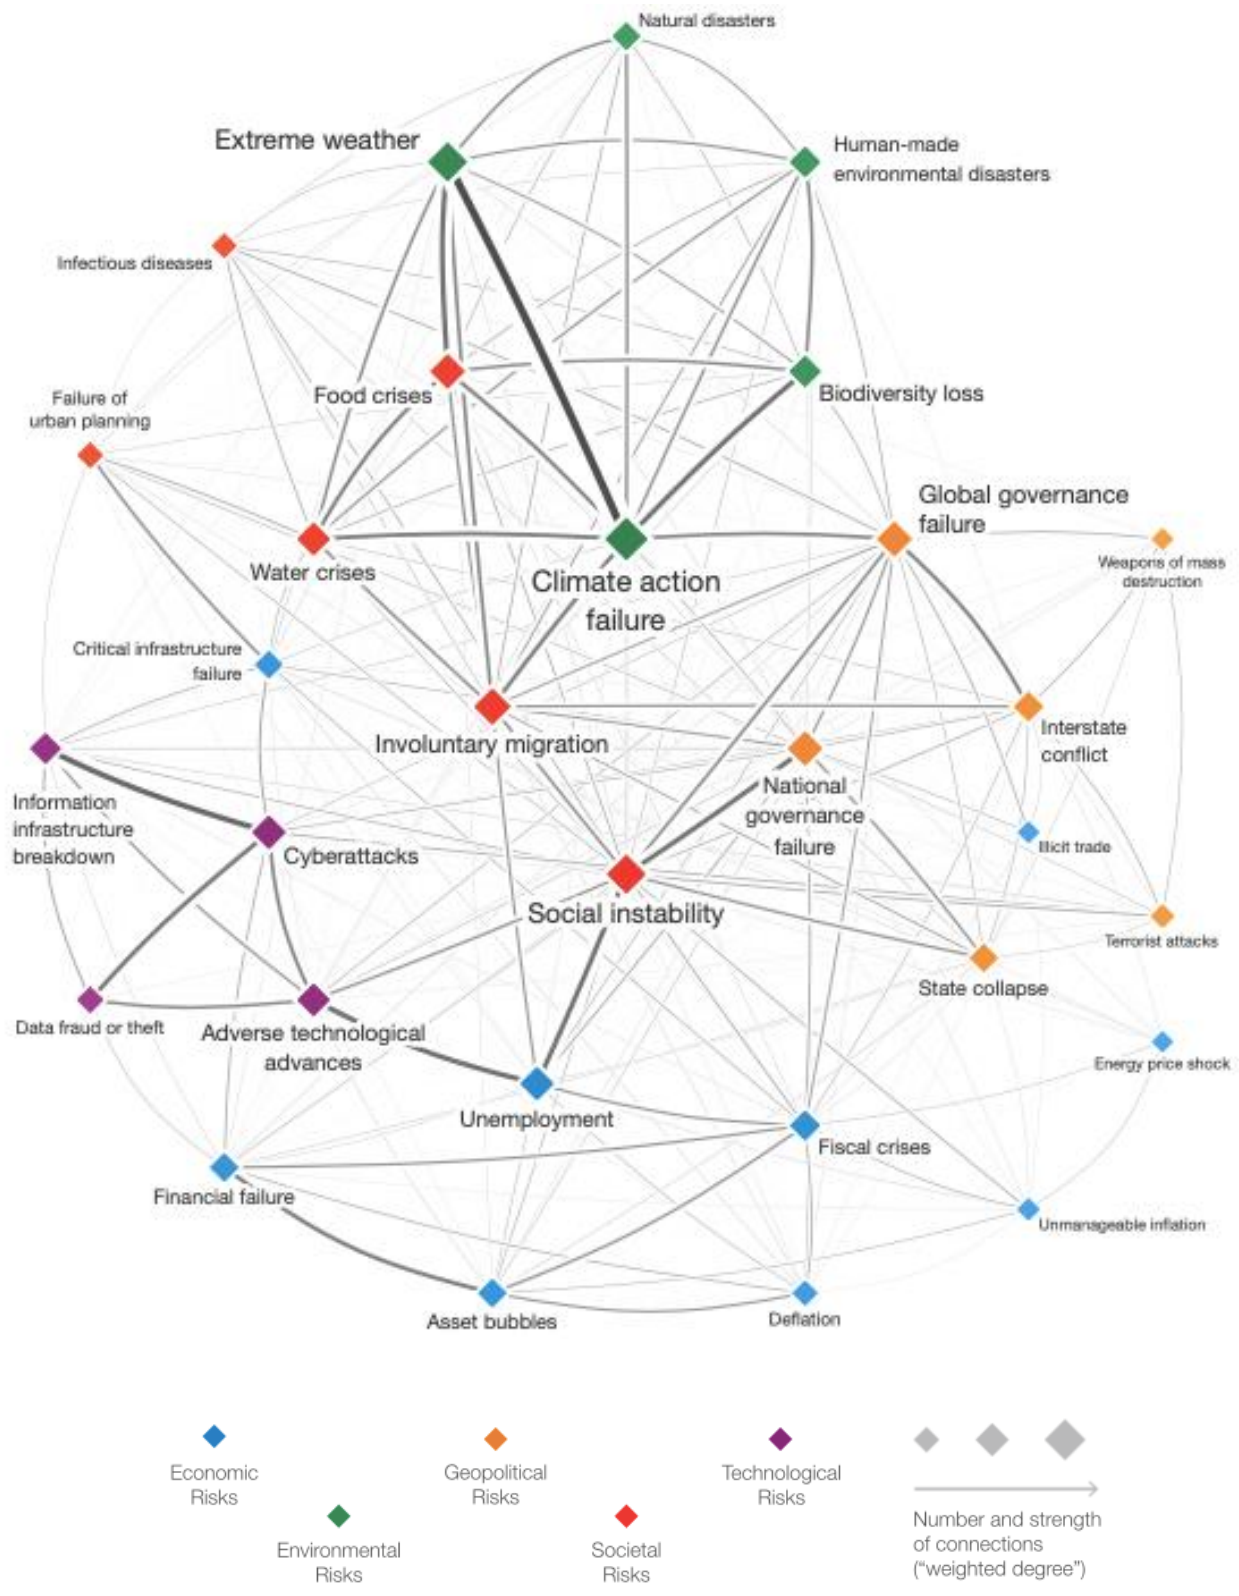 Natural disasters
Extreme weather
Human-made
environmental disasters
Infectious diseases
Food crises
Biodiversity loss
Failure of
urban planning
Global governance
failure
Water crises
Climate action
failure
Weapons of mass
destruction
Critical infrastructure
failure
Involuntary migration
Interstate
conflict
National
governance
failure
Information
infrastructure
breakdown
Cyberattacks
Illicit trade
Social instability
Terrorist attacks
State collapse
Data fraud or theft
Adverse technological
advances
Energy price shock
Unemployment
Fiscal crises
Financial failure
Unmanageable inflation
Asset bubbles
Deflation
Economic
Risks
Geopolitical
Risks
Technological
Risks
Environmental
Risks
Societal
Risks
Number and strength
of connections
(“weighted degree”)